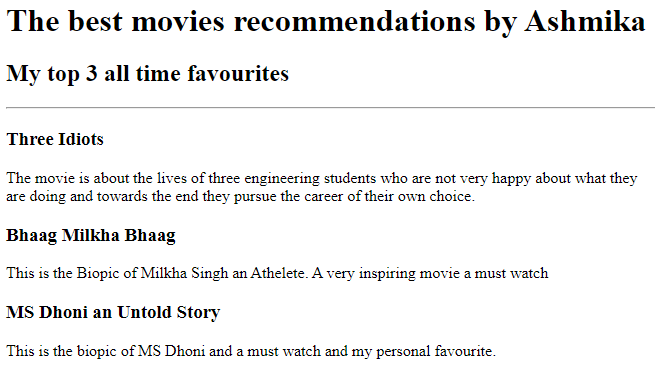 The best movies recommendations by Ashmika
My top 3 all time favourites
Three Idiots
The movie is about the lives of three engineering students who are not very happy about what they
are doing and towards the end they pursue the career of their own choice.
Bhaag Milkha Bhaag
This is the Biopic of Milkha Singh an Athelete. A very inspiring movie a must watch
MS Dhoni an Untold Story
This is the biopic of MS Dhoni and a must watch and my personal favourite.